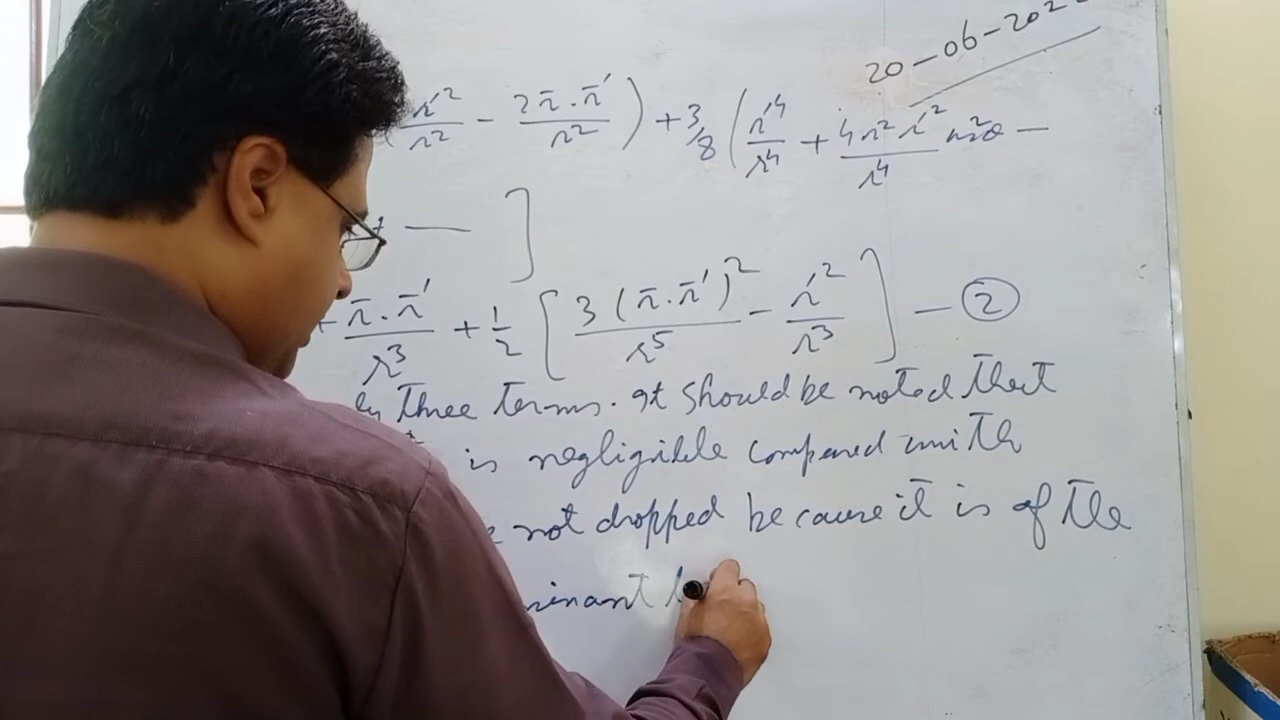 20-06-202
r'²/r² - 2r̄.r̄'/r² ) + 3/8 ( r'⁴/r⁴ + 4r²r'²/r⁴ cos²θ —
— ]
+ r̄.r̄'/r³ + 1/2 [ 3(r̄.r̄')²/r⁵ - r'²/r³ ] — ②
ly three terms. It should be noted that
is negligible compared with
not dropped because it is of the
minant